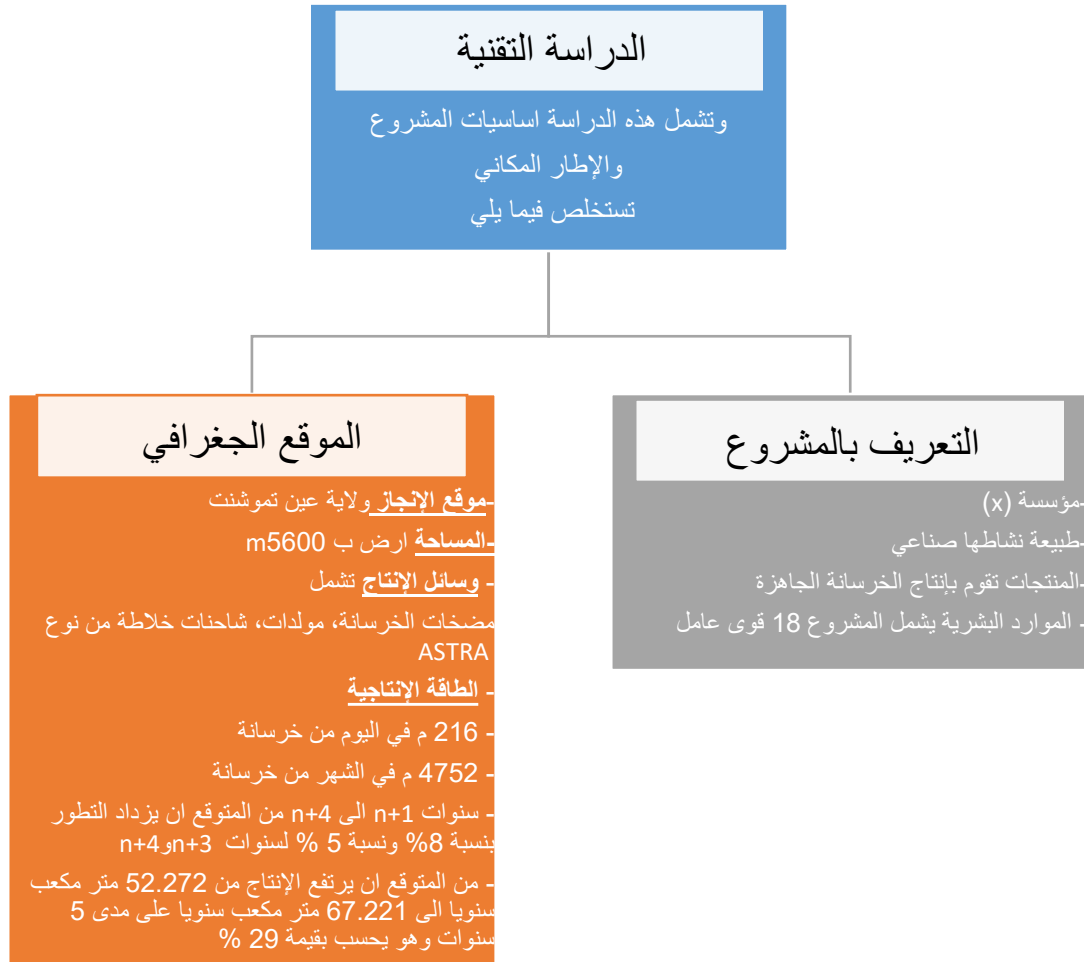 الدراسة التقنية
وتشمل هذه الدراسة اساسيات المشروع
والإطار المكاني
تستخلص فيما يلي
التعريف بالمشروع
-مؤسسة (x)
-طبيعة نشاطها صناعي
-المنتجات تقوم بإنتاج الخرسانة الجاهزة
- الموارد البشرية يشمل المشروع 18 قوى عامل
الموقع الجغرافي
-موقع الإنجاز ولاية عين تموشنت
-المساحة ارض ب m5600
- وسائل الإنتاج تشمل
مضخات الخرسانة، مولدات، شاحنات خلاطة من نوع
ASTRA
- الطاقة الإنتاجية
- 216 م في اليوم من خرسانة
- 4752 م في الشهر من خرسانة
- سنوات n+1 الى n+4 من المتوقع ان يزداد التطور
بنسبة 8% ونسبة 5 % لسنوات n+3وn+4
- من المتوقع ان يرتفع الإنتاج من 52.272 متر مكعب
سنويا الى 67.221 متر مكعب سنويا على مدى 5
سنوات وهو يحسب بقيمة 29 %